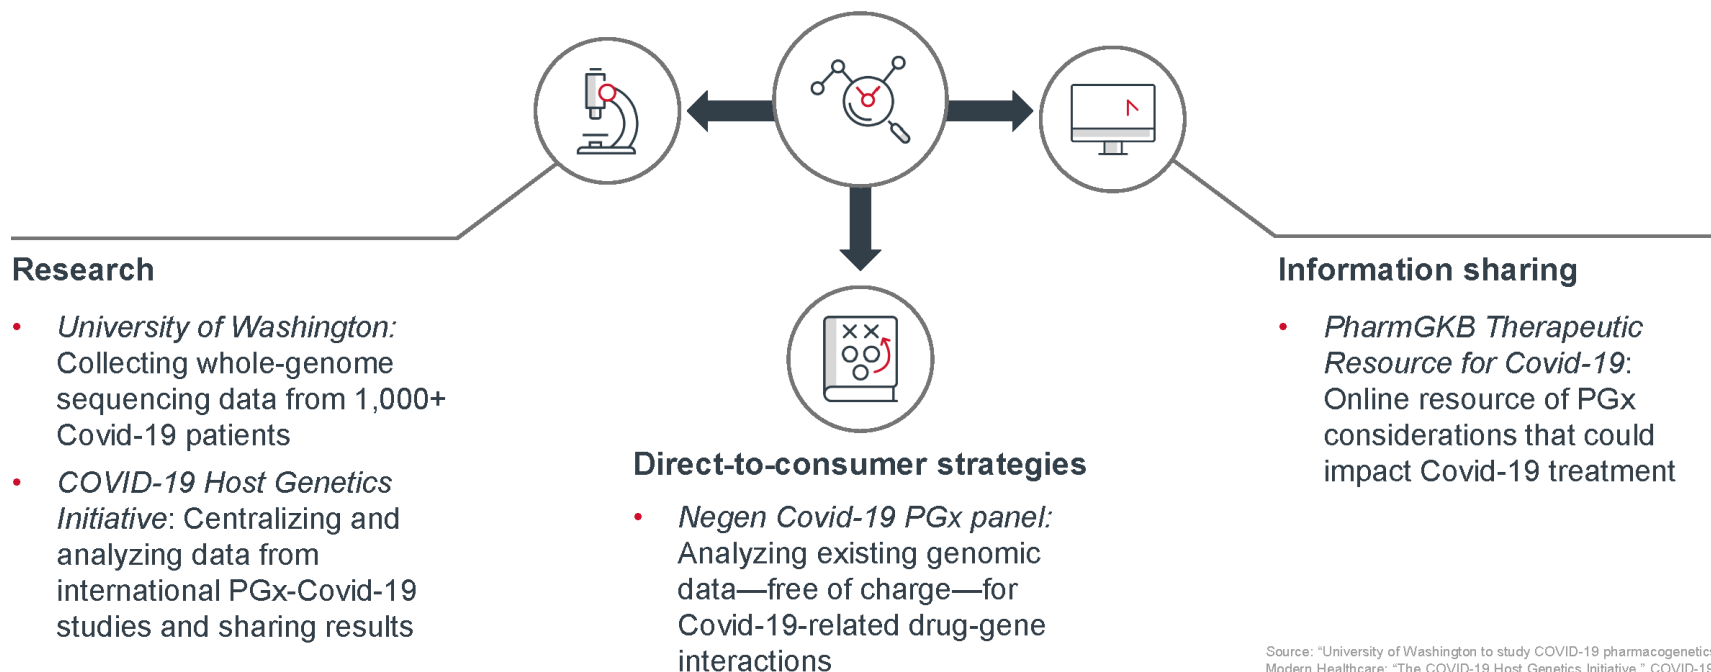 Research
• University of Washington:
Collecting whole-genome
sequencing data from 1,000+
Covid-19 patients
• COVID-19 Host Genetics
Initiative: Centralizing and
analyzing data from
international PGx-Covid-19
studies and sharing results
Direct-to-consumer strategies
• Negen Covid-19 PGx panel:
Analyzing existing genomic
data—free of charge—for
Covid-19-related drug-gene
interactions
Information sharing
• PharmGKB Therapeutic
Resource for Covid-19:
Online resource of PGx
considerations that could
impact Covid-19 treatment
Source: “University of Washington to study COVID-19 pharmacogenetics
Modern Healthcare; “The COVID-19 Host Genetics Initiative,” COVID-19